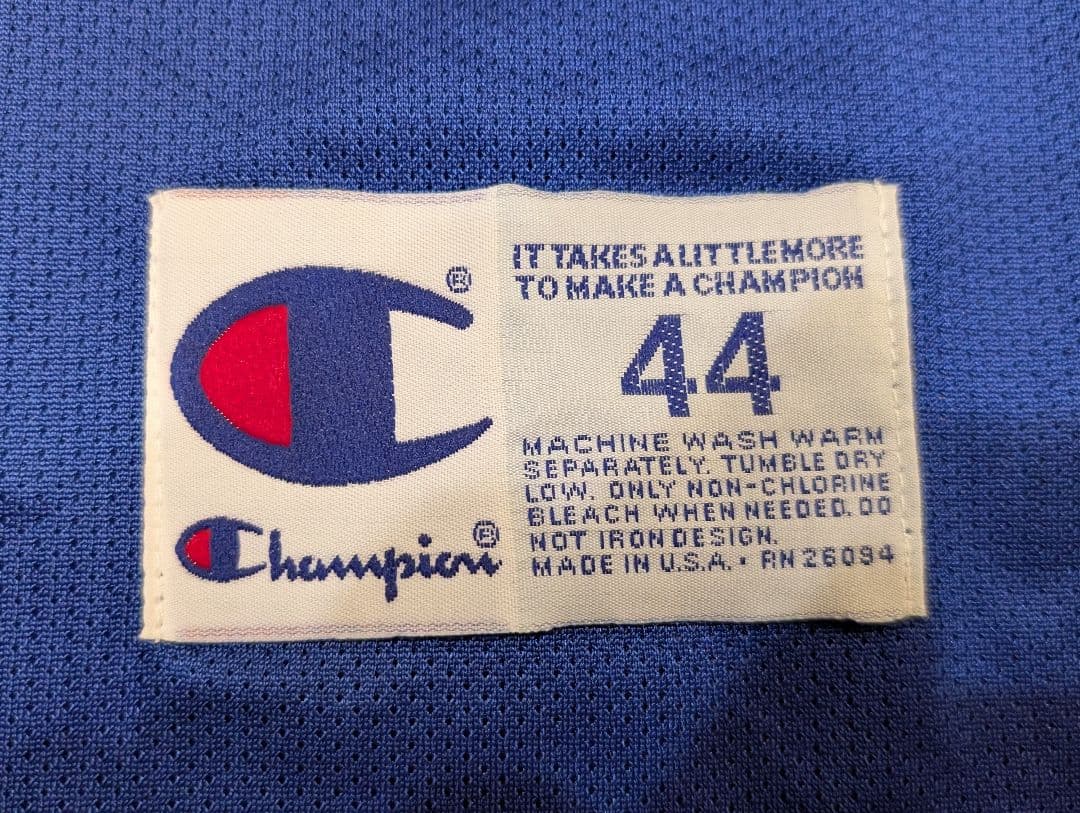 ®
Champion®
IT TAKES A LITTLE MORE
TO MAKE A CHAMPION
44
MACHINE WASH WARM
SEPARATELY. TUMBLE DRY
LOW. ONLY NON-CHLORINE
BLEACH WHEN NEEDED. DO
NOT IRON DESIGN.
MADE IN U.S.A. • RN 26094